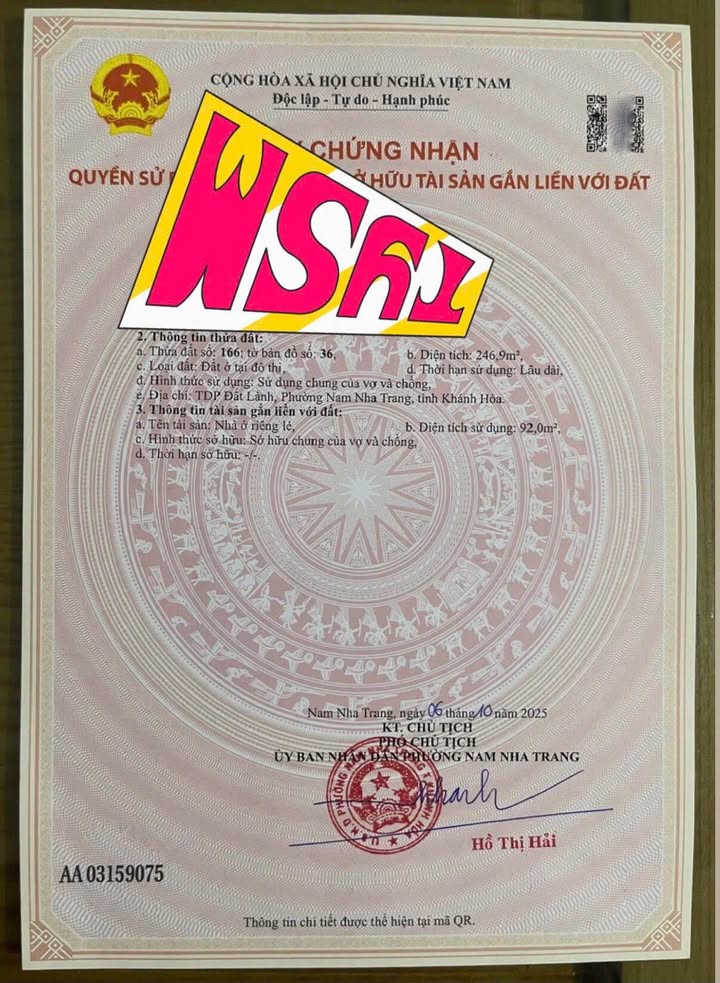 CỘNG HÒA XÃ HỘI CHỦ NGHĨA VIỆT NAM
Độc lập - Tự do - Hạnh phúc
CHỨNG NHẬN
QUYỀN SỬ HỮU TÀI SẢN GẮN LIỀN VỚI ĐẤT
2. Thông tin thửa đất:
a. Thửa đất số: 166; tờ bản đồ số: 36, b. Diện tích: 246,9m²,
c. Loại đất: Đất ở tại đô thị, d. Thời hạn sử dụng: Lâu dài,
đ. Hình thức sử dụng: Sử dụng chung của vợ và chồng,
e. Địa chỉ: TDP Đất Lành, Phường Nam Nha Trang, tỉnh Khánh Hòa.
3. Thông tin tài sản gắn liền với đất:
a. Tên tài sản: Nhà ở riêng lẻ, b. Diện tích sử dụng: 92,0m²,
c. Hình thức sở hữu: Sở hữu chung của vợ và chồng,
d. Thời hạn sở hữu: -/-.
Nam Nha Trang, ngày 06 tháng 10 năm 2025
KT. CHỦ TỊCH
PHÓ CHỦ TỊCH
ỦY BAN NHÂN DÂN PHƯỜNG NAM NHA TRANG
Hồ Thị Hải
AA 03159075
Thông tin chi tiết được thể hiện tại mã QR.